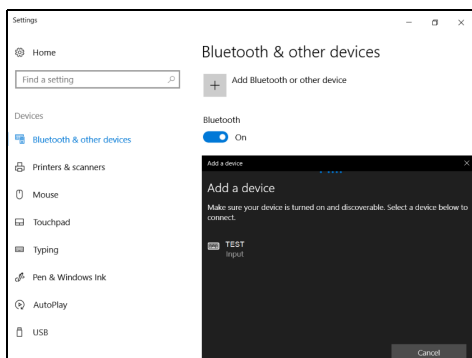 Settings
Home
Find a setting
Devices
Bluetooth & other devices
Printers & scanners
Mouse
Touchpad
Typing
Pen & Windows Ink
AutoPlay
USB
Bluetooth & other devices
Add Bluetooth or other device
Bluetooth
On
Add a device
Add a device
Make sure your device is turned on and discoverable. Select a device below to
connect.
TEST
Input
Cancel